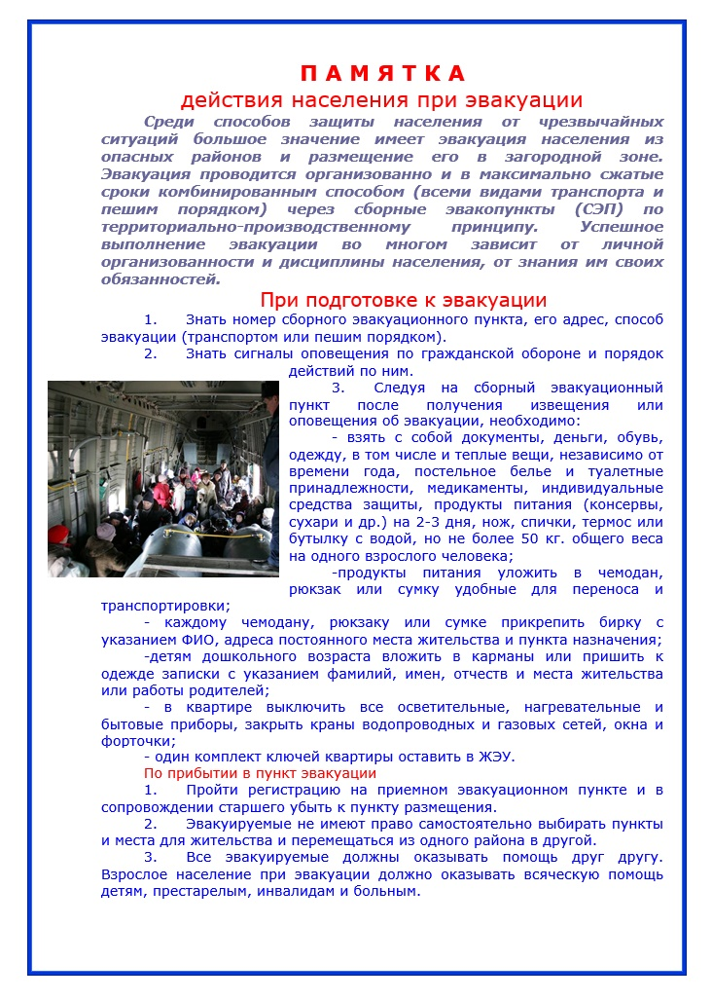 П А М Я Т К А
действия населения при эвакуации
Среди способов защиты населения от чрезвычайных
ситуаций большое значение имеет эвакуация населения из
опасных районов и размещение его в загородной зоне.
Эвакуация проводится организованно и в максимально сжатые
сроки комбинированным способом (всеми видами транспорта и
пешим порядком) через сборные эвакопункты (СЭП) по
территориально-производственному принципу. Успешное
выполнение эвакуации во многом зависит от личной
организованности и дисциплины населения, от знания им своих
обязанностей.
При подготовке к эвакуации
1. Знать номер сборного эвакуационного пункта, его адрес, способ
эвакуации (транспортом или пешим порядком).
2. Знать сигналы оповещения по гражданской обороне и порядок
действий по ним.
3. Следуя на сборный эвакуационный
пункт после получения извещения или
оповещения об эвакуации, необходимо:
- взять с собой документы, деньги, обувь,
одежду, в том числе и теплые вещи, независимо от
времени года, постельное белье и туалетные
принадлежности, медикаменты, индивидуальные
средства защиты, продукты питания (консервы,
сухари и др.) на 2-3 дня, нож, спички, термос или
бутылку с водой, но не более 50 кг. общего веса
на одного взрослого человека;
-продукты питания уложить в чемодан,
рюкзак или сумку удобные для переноса и
транспортировки;
- каждому чемодану, рюкзаку или сумке прикрепить бирку с
указанием ФИО, адреса постоянного места жительства и пункта назначения;
-детям дошкольного возраста вложить в карманы или пришить к
одежде записки с указанием фамилий, имен, отчеств и места жительства
или работы родителей;
- в квартире выключить все осветительные, нагревательные и
бытовые приборы, закрыть краны водопроводных и газовых сетей, окна и
форточки;
- один комплект ключей квартиры оставить в ЖЭУ.
По прибытии в пункт эвакуации
1. Пройти регистрацию на приемном эвакуационном пункте и в
сопровождении старшего убыть к пункту размещения.
2. Эвакуируемые не имеют право самостоятельно выбирать пункты
и места для жительства и перемещаться из одного района в другой.
3. Все эвакуируемые должны оказывать помощь друг другу.
Взрослое население при эвакуации должно оказывать всяческую помощь
детям, престарелым, инвалидам и больным.